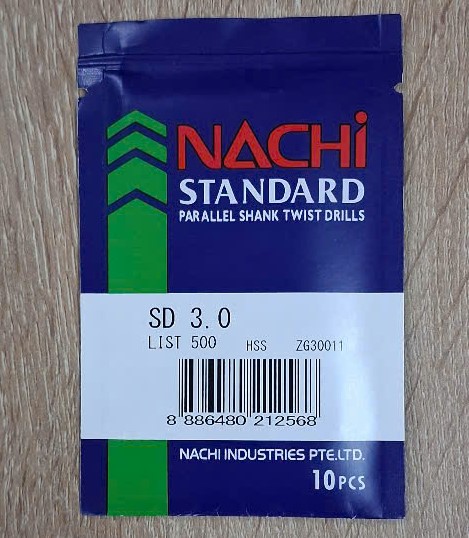 NACHi
STANDARD
PARALLEL SHANK TWIST DRILLS
SD 3.0
LIST 500 HSS ZG30011
8 886480 212568
NACHI INDUSTRIES PTE.LTD.
10PCS